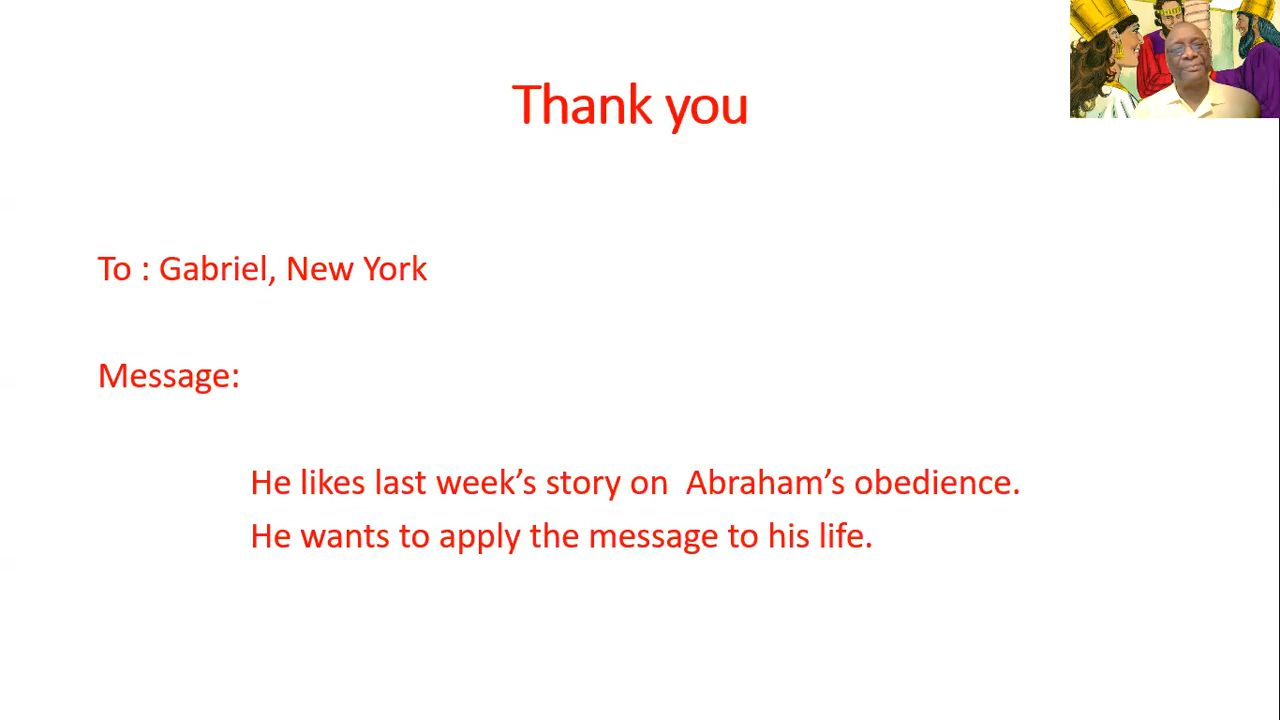 Thank you
To : Gabriel, New York
Message:
He likes last week’s story on  Abraham’s obedience.
He wants to apply the message to his life.